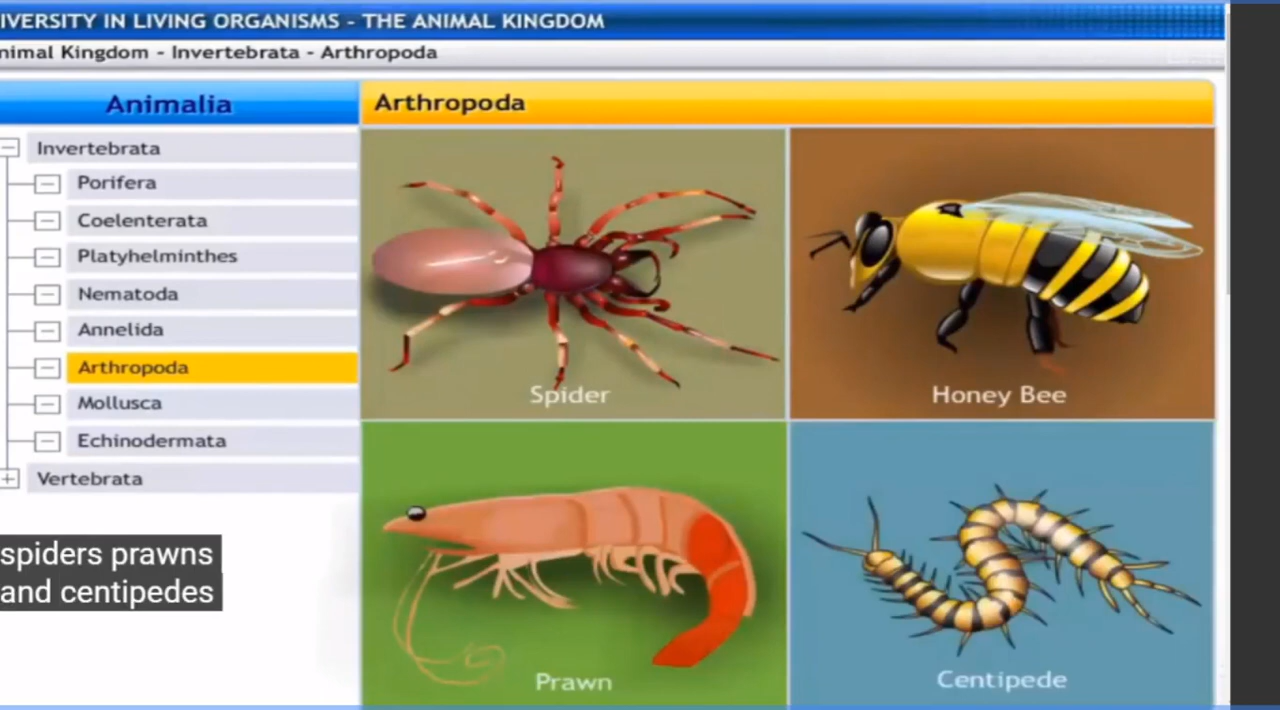 IVERSITY IN LIVING ORGANISMS - THE ANIMAL KINGDOM
nimal Kingdom - Invertebrata - Arthropoda
Animalia
Invertebrata
Porifera
Coelenterata
Platyhelminthes
Nematoda
Annelida
Arthropoda
Mollusca
Echinodermata
Vertebrata
Arthropoda
Spider
Honey Bee
Prawn
Centipede
spiders prawns
and centipedes